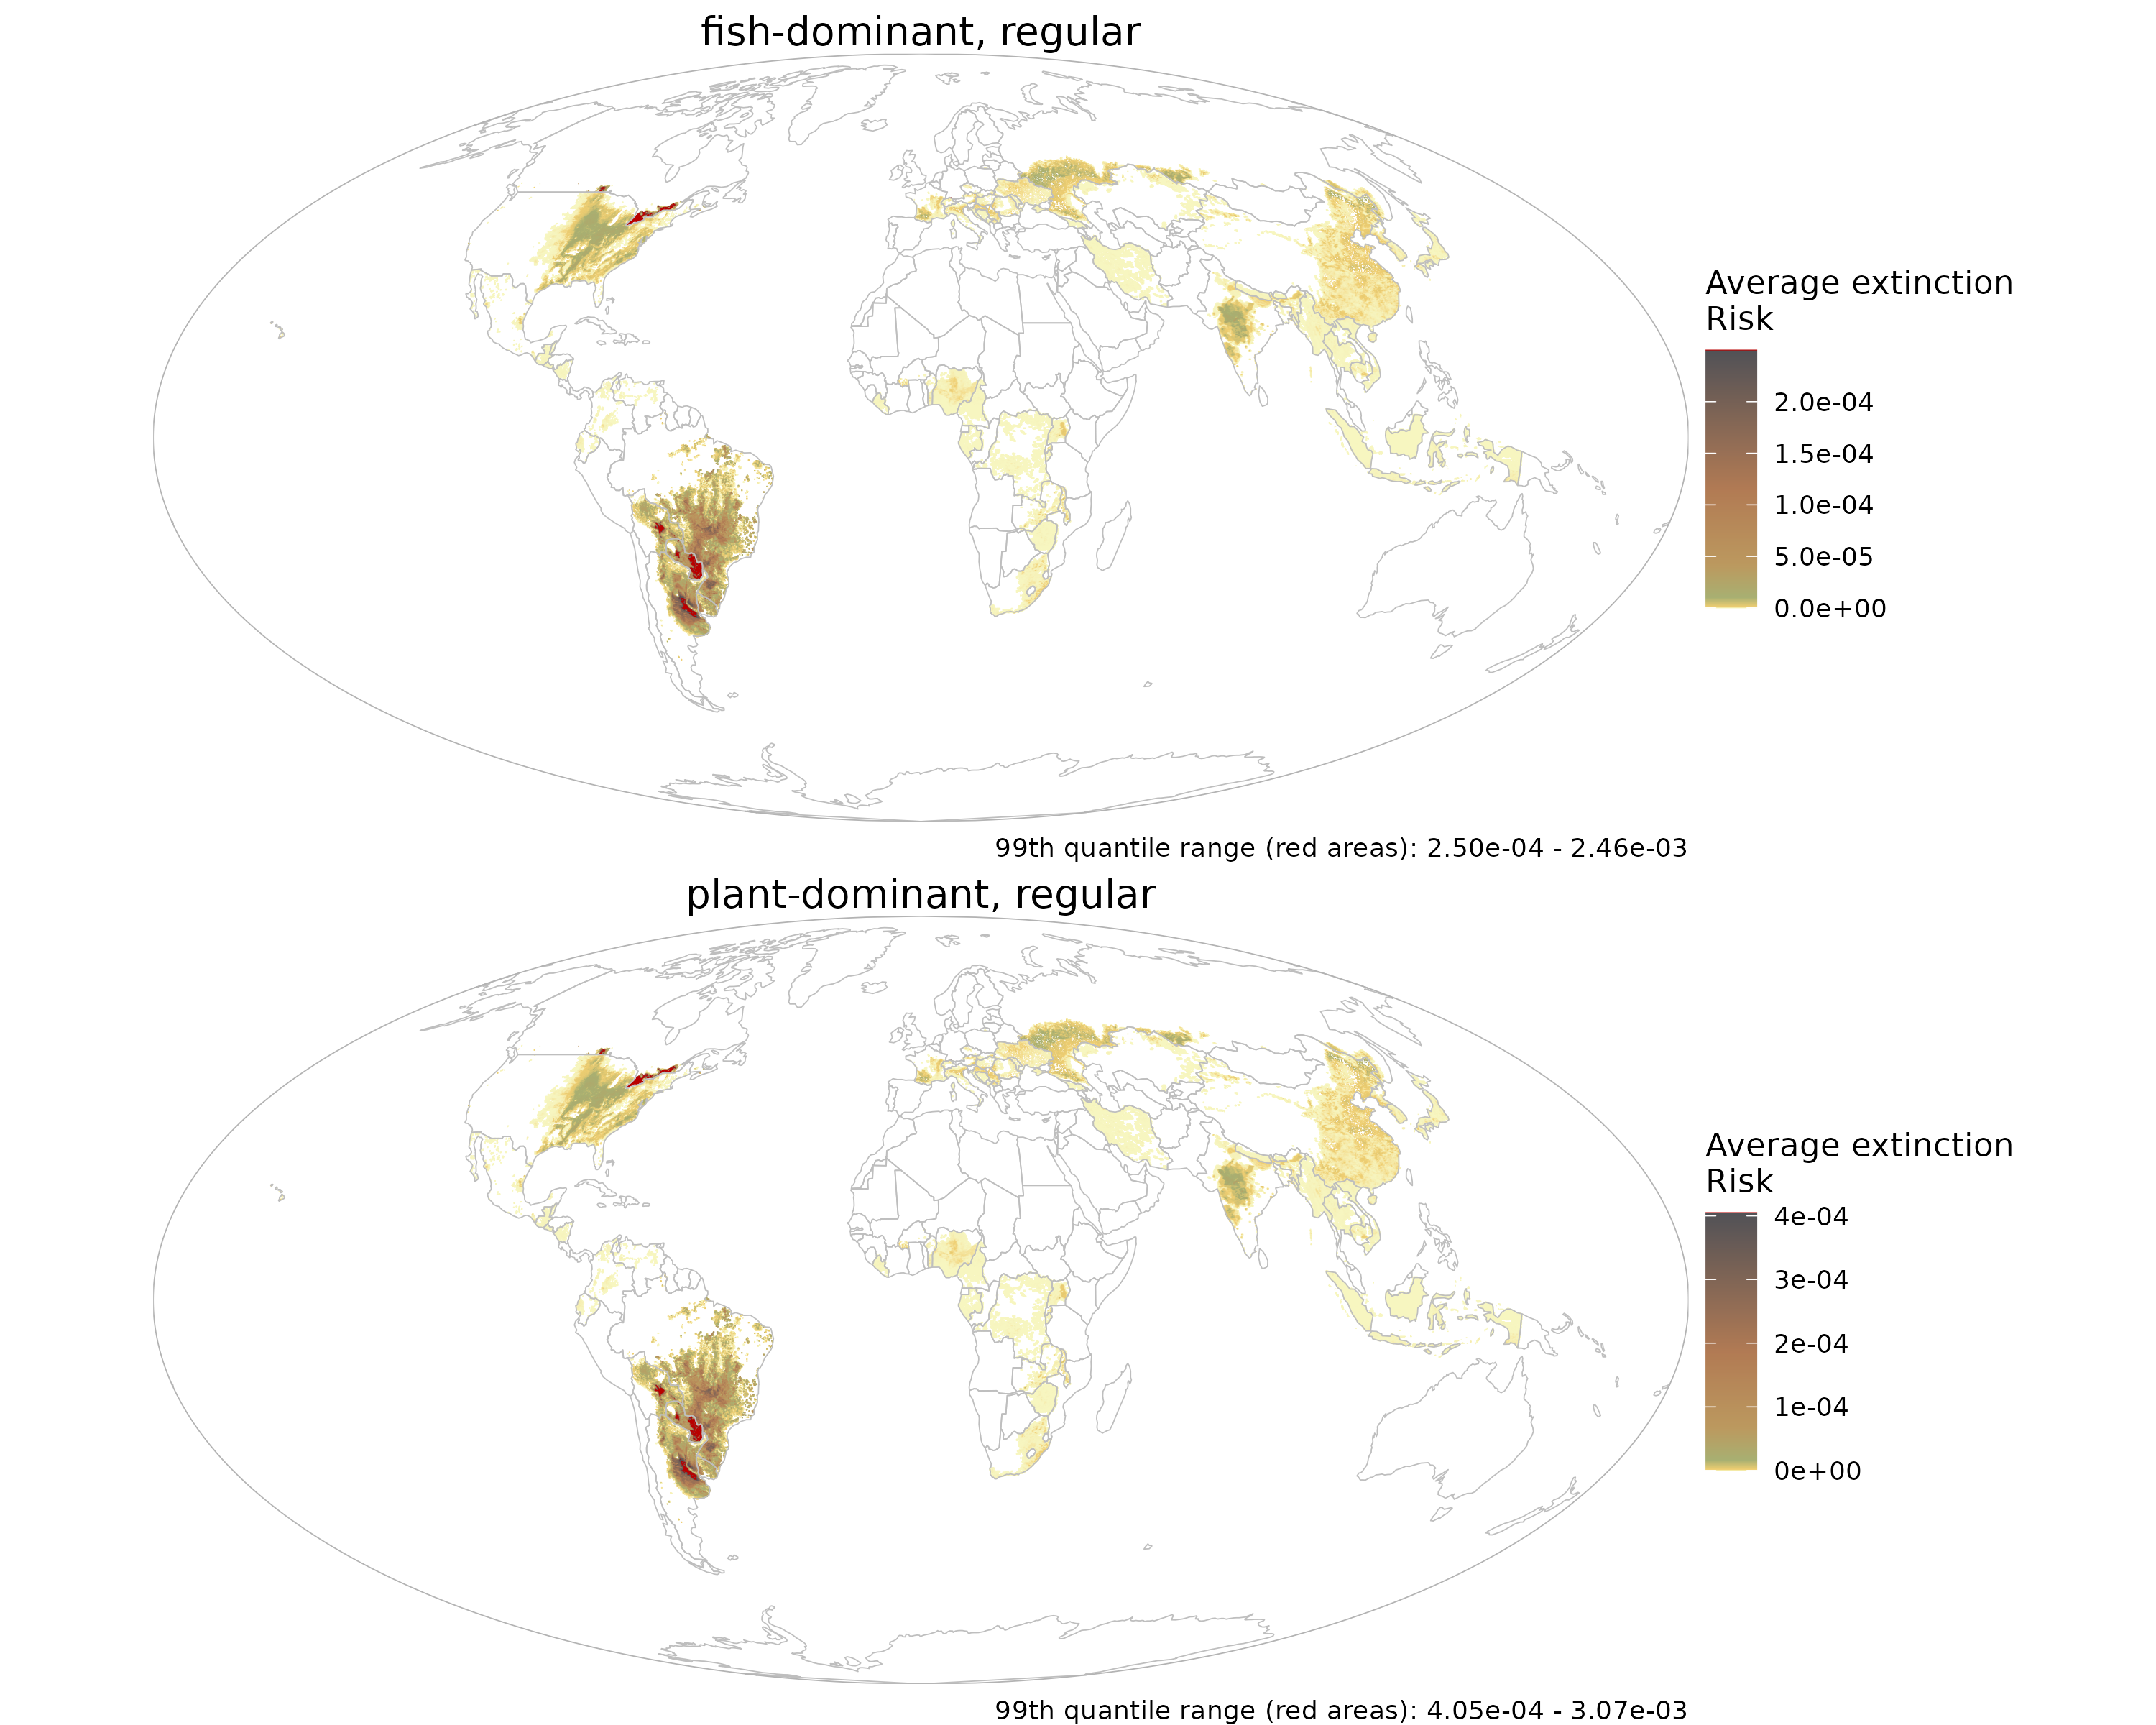 fish-dominant, regular
Average extinction
Risk
2.0e-04
1.5e-04
1.0e-04
5.0e-05
0.0e+00
99th quantile range (red areas): 2.50e-04 - 2.46e-03
plant-dominant, regular
Average extinction
Risk
4e-04
3e-04
2e-04
1e-04
0e+00
99th quantile range (red areas): 4.05e-04 - 3.07e-03